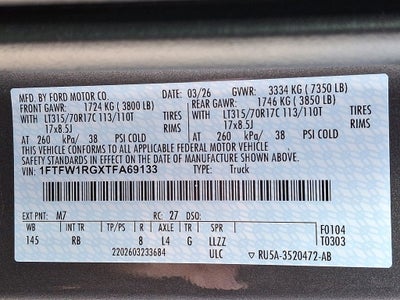 MFD. BY FORD MOTOR CO. DATE: 03/26 GVWR: 3334 KG ( 7350 LB)
FRONT GAWR: 1724 KG ( 3800 LB) REAR GAWR: 1746 KG ( 3850 LB)
WITH LT315/70R17C 113/110T TIRES WITH LT315/70R17C 113/110T TIRES
17x8.5J RIMS 17x8.5J RIMS
AT 260 kPa/ 38 PSI COLD AT 260 kPa/ 38 PSI COLD
THIS VEHICLE CONFORMS TO ALL APPLICABLE FEDERAL MOTOR VEHICLE
SAFETY AND THEFT PREVENTION STANDARDS IN EFFECT ON THE DATE OF MANUFACTURE SHOWN ABOVE.
VIN: 1FTFW1RGXTFA69133 TYPE: Truck
EXT PNT: M7 RC: 27 DSO: F0104
WB INT TR TP/PS R AXLE TR SPR T0303
145 RB 8 L4 G LLZZ
2202603233684 ULC RU5A-3520472-AB